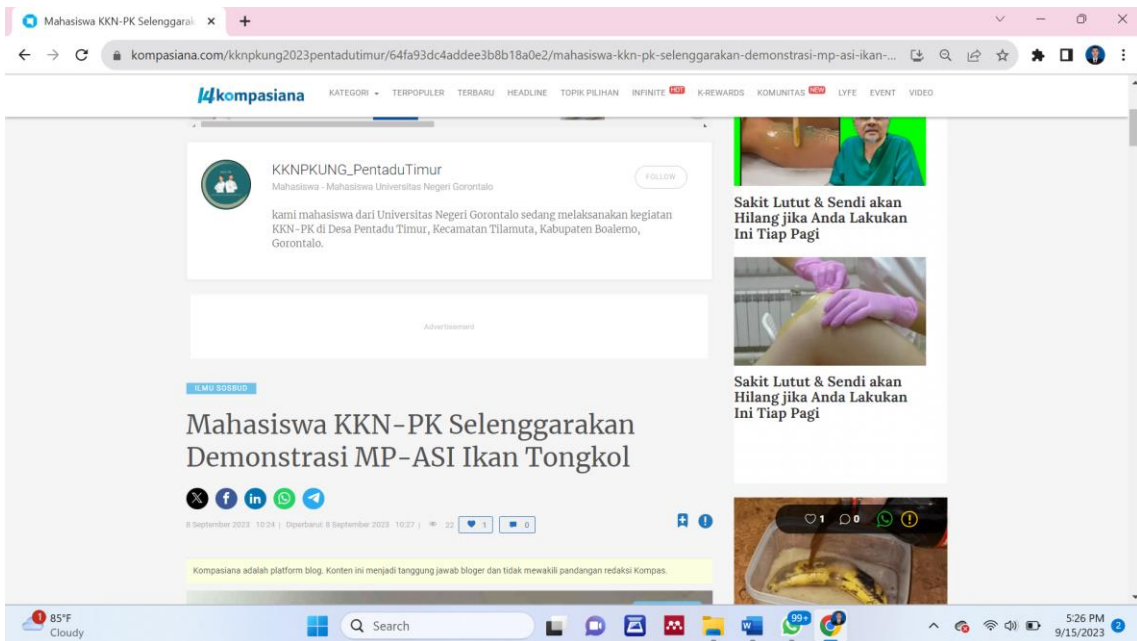 Mahasiswa KKN-PK Selenggara
kompasiana.com/kknpkung2023pentadutimur/64fa93dc4addee3b8b18a0e2/mahasiswa-kkn-pk-selenggarakan-demonstrasi-mp-asi-ikan-...
kompasiana
KATEGORI TERPOPULER TERBARU HEADLINE TOPIK PILIHAN INFINITE HOT K-REWARDS KOMUNITAS NEW LYFE EVENT VIDEO
KKNPKUNG_PentaduTimur
Mahasiswa - Mahasiswa Universitas Negeri Gorontalo
FOLLOW
kami mahasiswa dari Universitas Negeri Gorontalo sedang melaksanakan kegiatan
KKN-PK di Desa Pentadu Timur, Kecamatan Tilamuta, Kabupaten Boalemo,
Gorontalo.
Advertisement
ILMU SOSBUD
Mahasiswa KKN-PK Selenggarakan
Demonstrasi MP-ASI Ikan Tongkol
8 September 2023 10:24 | Diperbarui: 8 September 2023 10:27 | 22 1 0
Kompasiana adalah platform blog. Konten ini menjadi tanggung jawab bloger dan tidak mewakili pandangan redaksi Kompas.
Sakit Lutut & Sendi akan
Hilang jika Anda Lakukan
Ini Tiap Pagi
Sakit Lutut & Sendi akan
Hilang jika Anda Lakukan
Ini Tiap Pagi
1 0
1
85°F
Cloudy
Search
99+
5:26 PM
9/15/2023
2